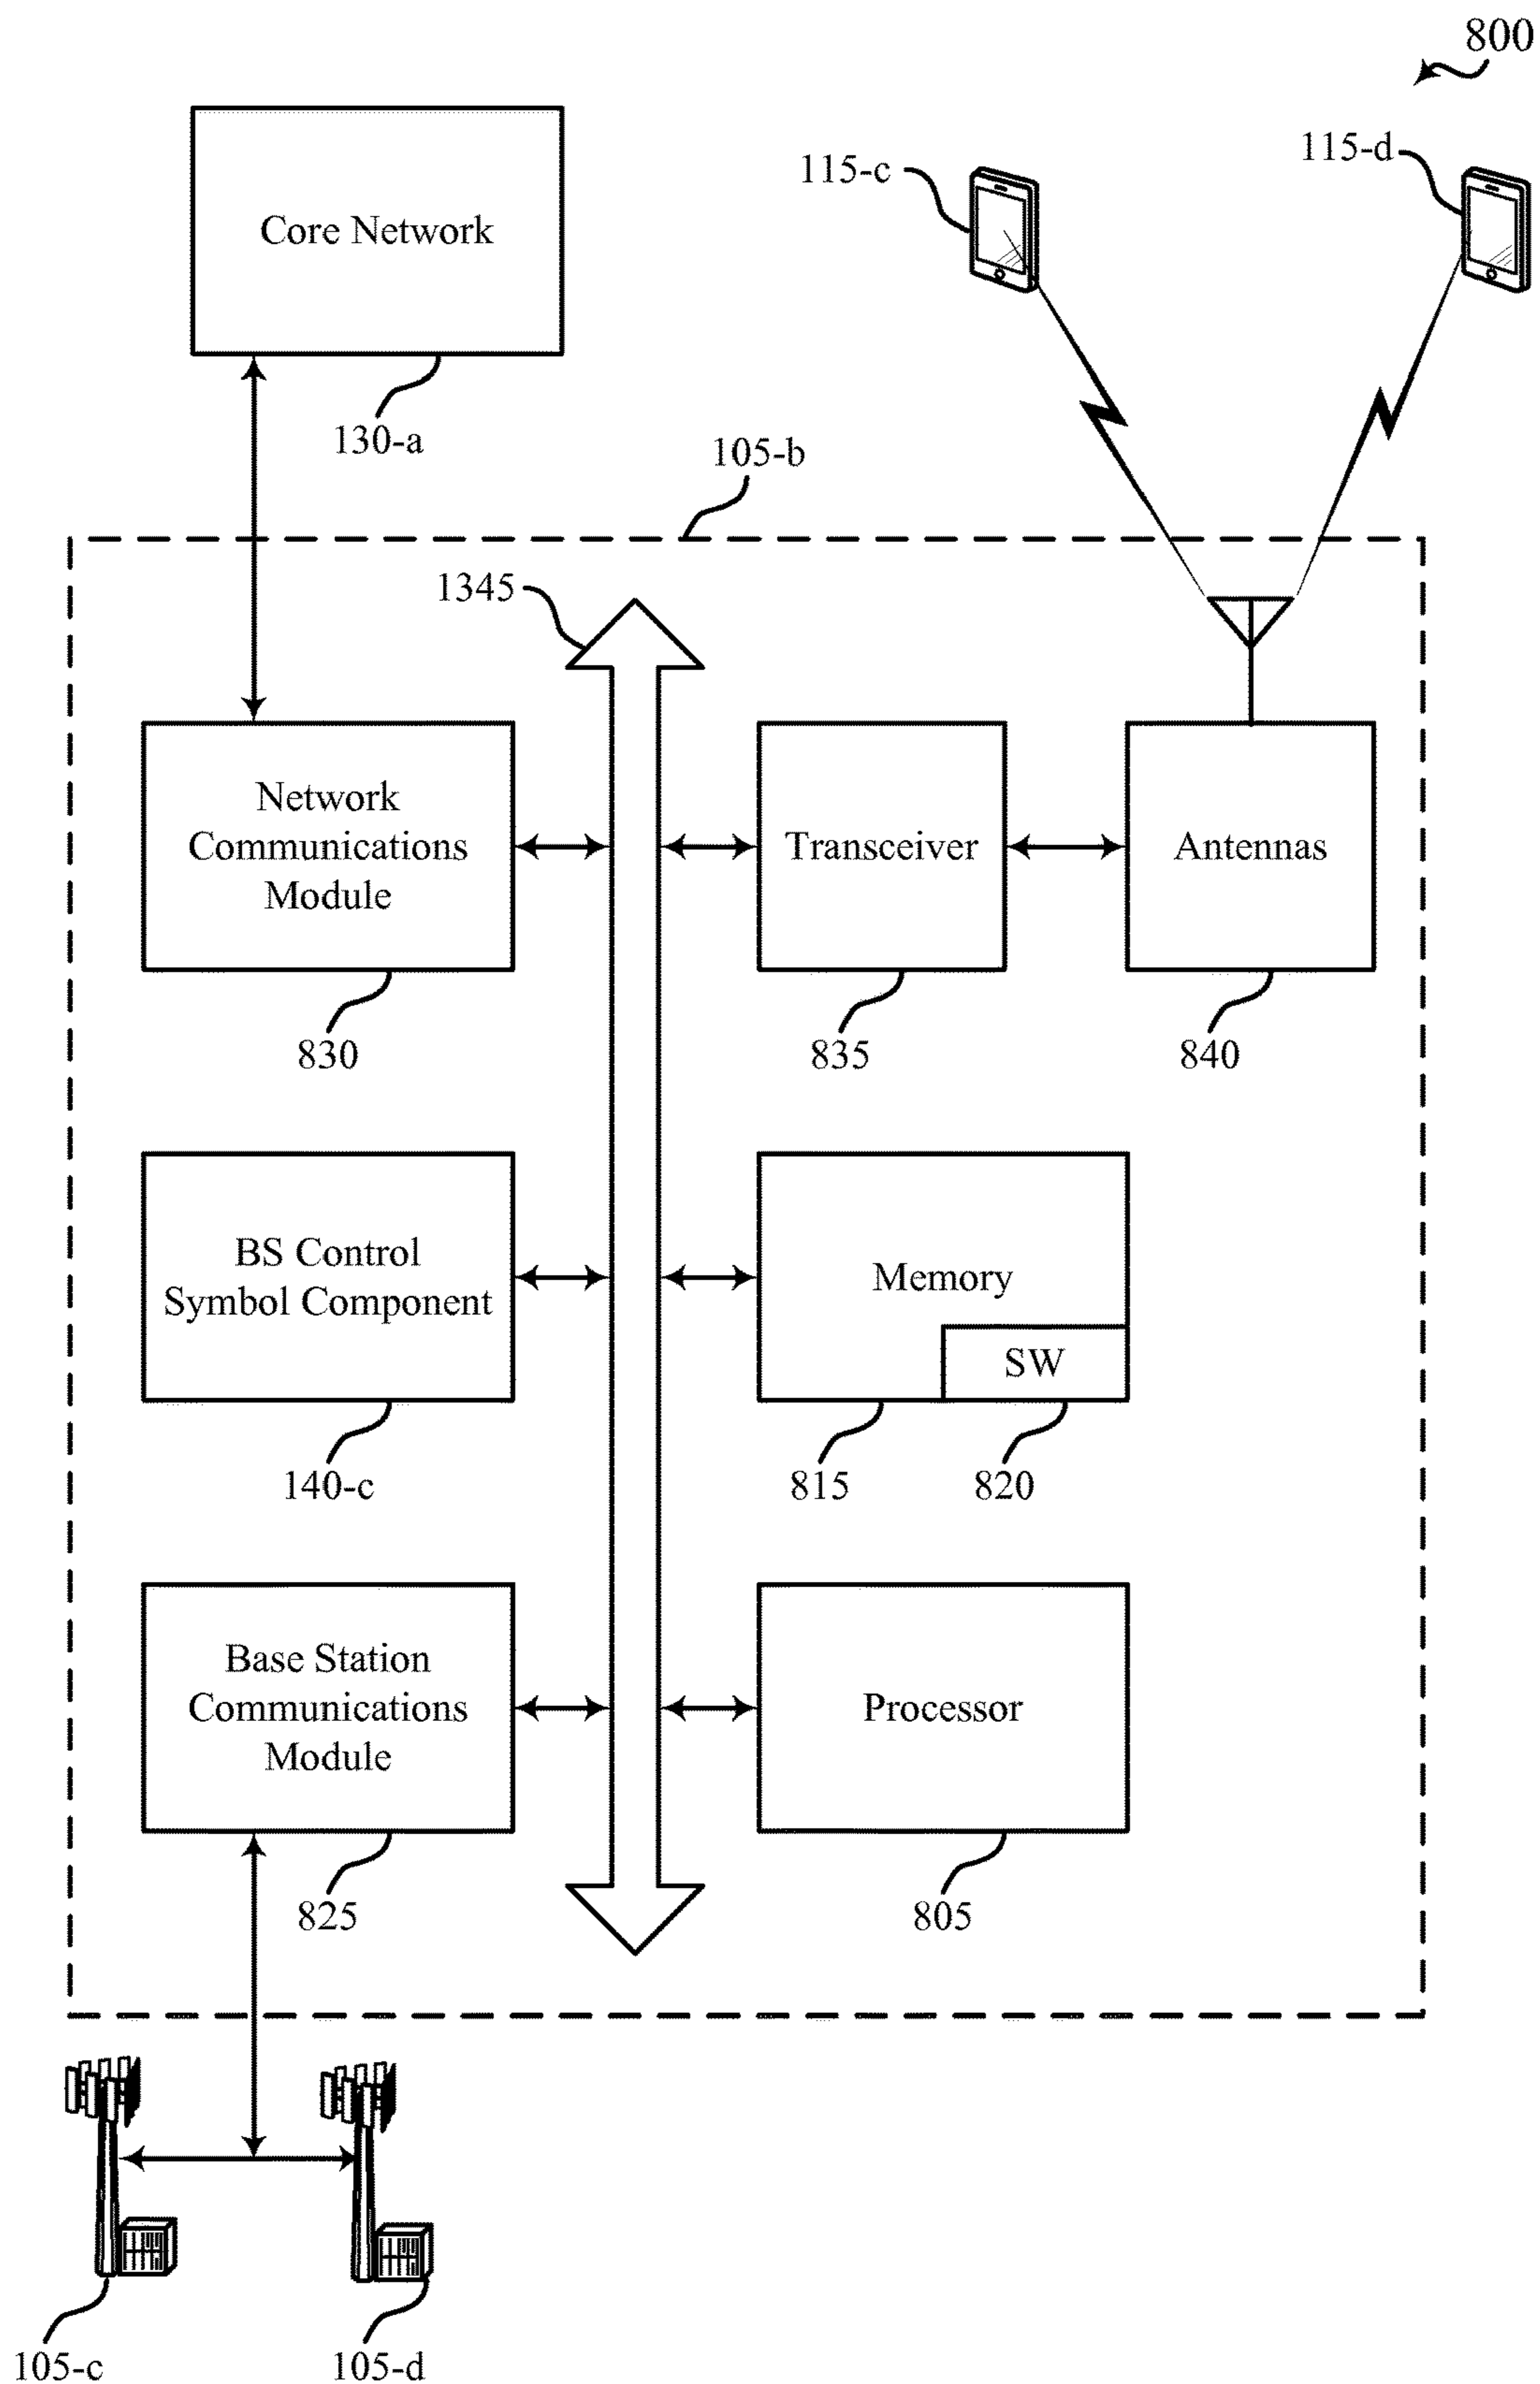 800
115-c
115-d
Core Network
130-a
105-b
1345
Network
Communications
Module
Transceiver
Antennas
830
835
840
BS Control
Symbol Component
Memory
SW
140-c
815
820
Base Station
Communications
Module
Processor
825
805
105-c
105-d